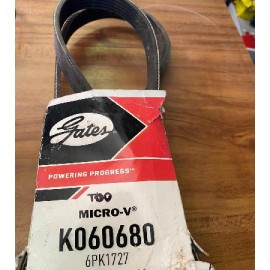 Gates
POWERING PROGRESS™
MICRO-V®
K060680
6PK1727